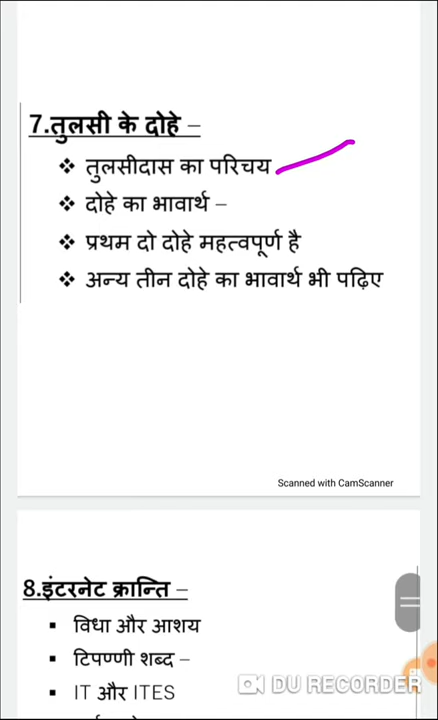 7.तुलसी के दोहे –
❖ तुलसीदास का परिचय
❖ दोहे का भावार्थ –
❖ प्रथम दो दोहे महत्वपूर्ण है
❖ अन्य तीन दोहे का भावार्थ भी पढ़िए
Scanned with CamScanner
8.इंटरनेट क्रान्ति –
▪ विधा और आशय
▪ टिपण्णी शब्द –
▪ IT और ITES
DU RECORDER